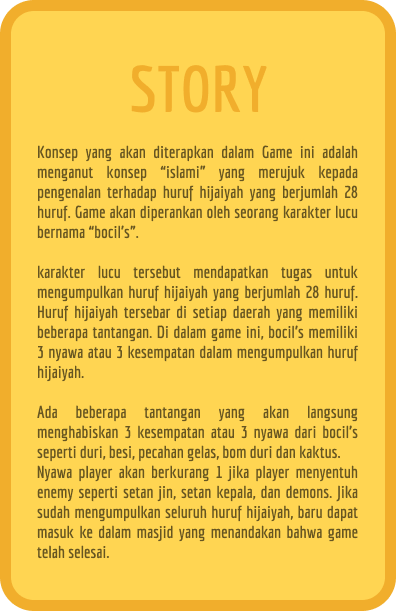 STORY
Konsep yang akan diterapkan dalam Game ini adalah
menganut konsep “islami” yang merujuk kepada
pengenalan terhadap huruf hijaiyah yang berjumlah 28
huruf. Game akan diperankan oleh seorang karakter lucu
bernama “bocil’s”.
karakter lucu tersebut mendapatkan tugas untuk
mengumpulkan huruf hijaiyah yang berjumlah 28 huruf.
Huruf hijaiyah tersebar di setiap daerah yang memiliki
beberapa tantangan. Di dalam game ini, bocil’s memiliki
3 nyawa atau 3 kesempatan dalam mengumpulkan huruf
hijaiyah.
Ada beberapa tantangan yang akan langsung
menghabiskan 3 kesempatan atau 3 nyawa dari bocil’s
seperti duri, besi, pecahan gelas, bom duri dan kaktus.
Nyawa player akan berkurang 1 jika player menyentuh
enemy seperti setan jin, setan kepala, dan demons. Jika
sudah mengumpulkan seluruh huruf hijaiyah, baru dapat
masuk ke dalam masjid yang menandakan bahwa game
telah selesai.